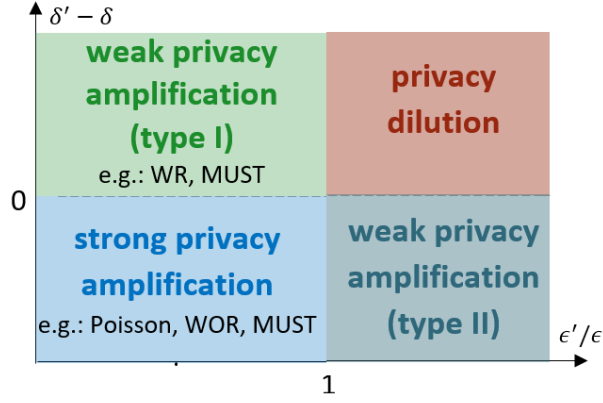 δ′ − δ
weak privacy
amplification
(type I)
e.g.: WR, MUST
privacy
dilution
0
strong privacy
amplification
e.g.: Poisson, WOR, MUST
weak privacy
amplification
(type II)
ϵ′/ϵ
1